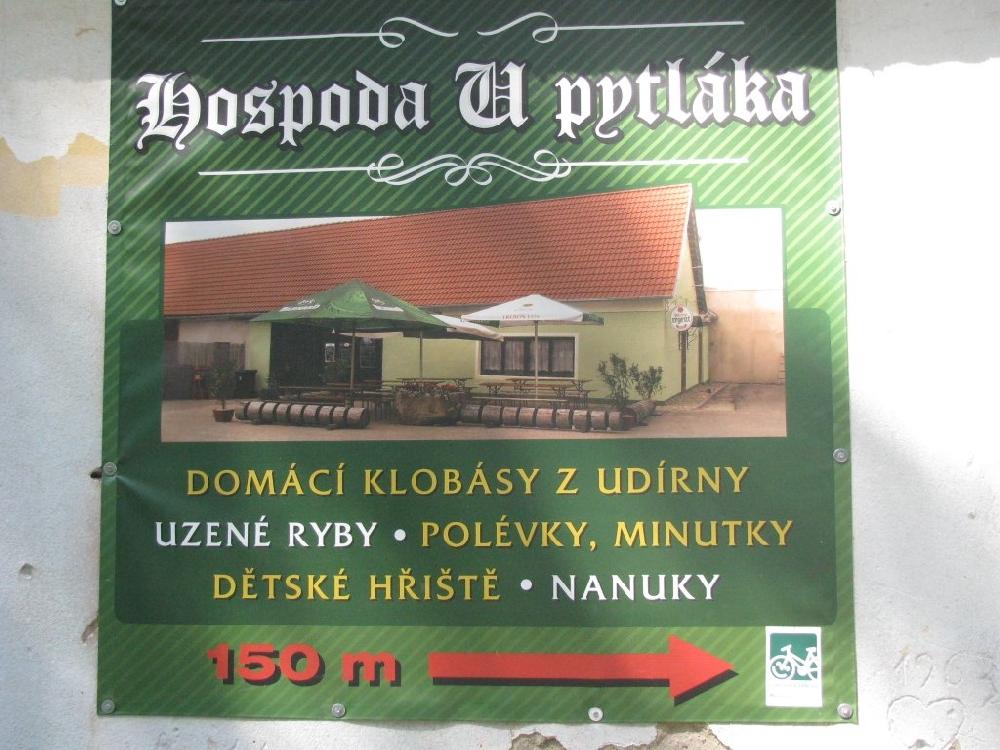 Hospoda U pytláka
DOMÁCÍ KLOBÁSY Z UDÍRNY
UZENÉ RYBY • POLÉVKY, MINUTKY
DĚTSKÉ HŘIŠTĚ • NANUKY
150 m